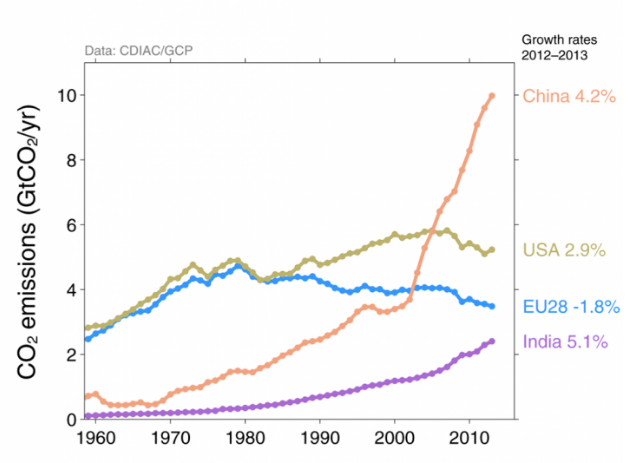 Growth rates
2012–2013
Data: CDIAC/GCP
CO₂ emissions (GtCO₂/yr)
10
8
6
4
2
0
China 4.2%
USA 2.9%
EU28 -1.8%
India 5.1%
1960 1970 1980 1990 2000 2010